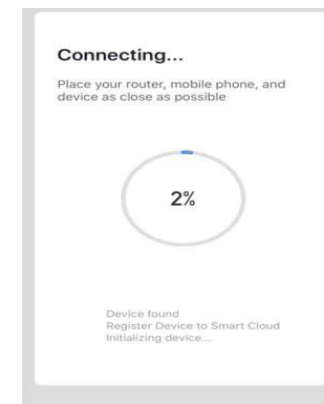 Connecting...
Place your router, mobile phone, and
device as close as possible
2%
Device found
Register Device to Smart Cloud
Initializing device...